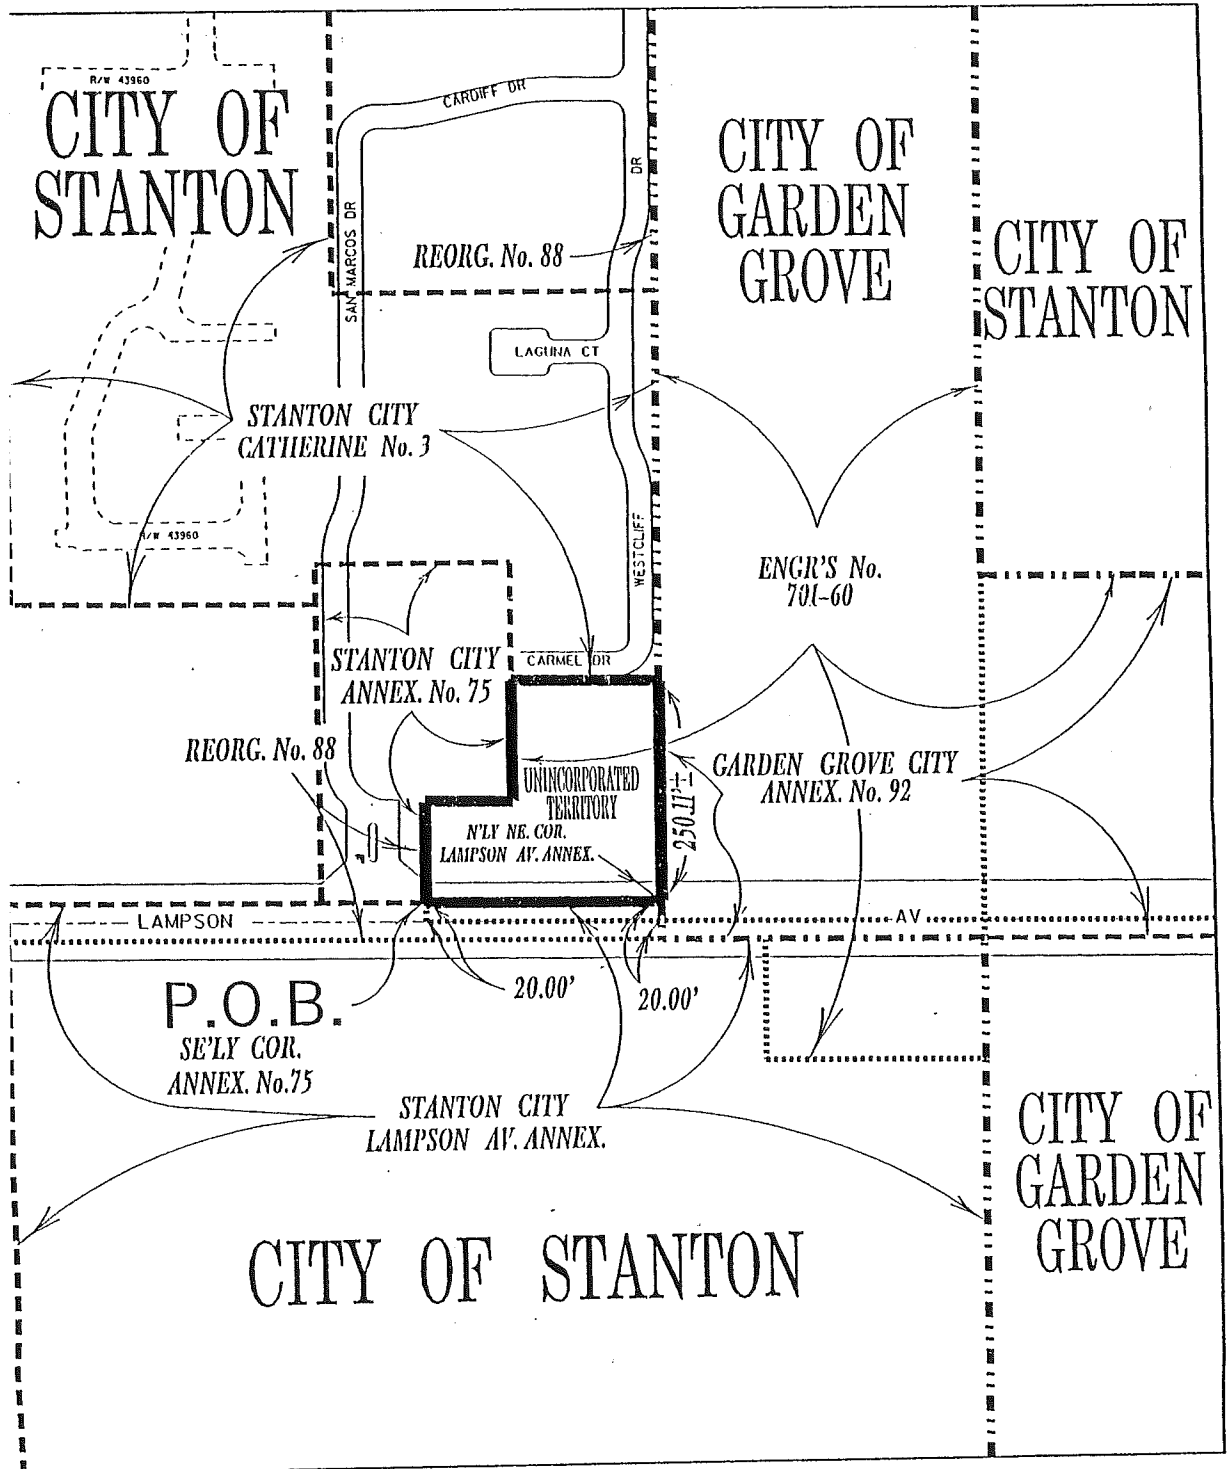 R/W 43960
CITY OF
STANTON
CARDIFF DR
DR
CITY OF
GARDEN
GROVE
CITY OF
STANTON
SAN MARCOS DR
REORG. No. 88
LAGUNA CT
STANTON CITY
CATHERINE No. 3
R/W 43960
WESTCLIFF
ENGR'S No.
701-60
CARMEL DR
STANTON CITY
ANNEX. No. 75
REORG. No. 88
UNINCORPORATED
TERRITORY
N'LY NE. COR.
LAMPSON AV. ANNEX.
250.11'±
GARDEN GROVE CITY
ANNEX. No. 92
LAMPSON
AV
20.00'
20.00'
P.O.B.
SE'LY COR.
ANNEX. No.75
STANTON CITY
LAMPSON AV. ANNEX.
CITY OF
GARDEN
GROVE
CITY OF STANTON